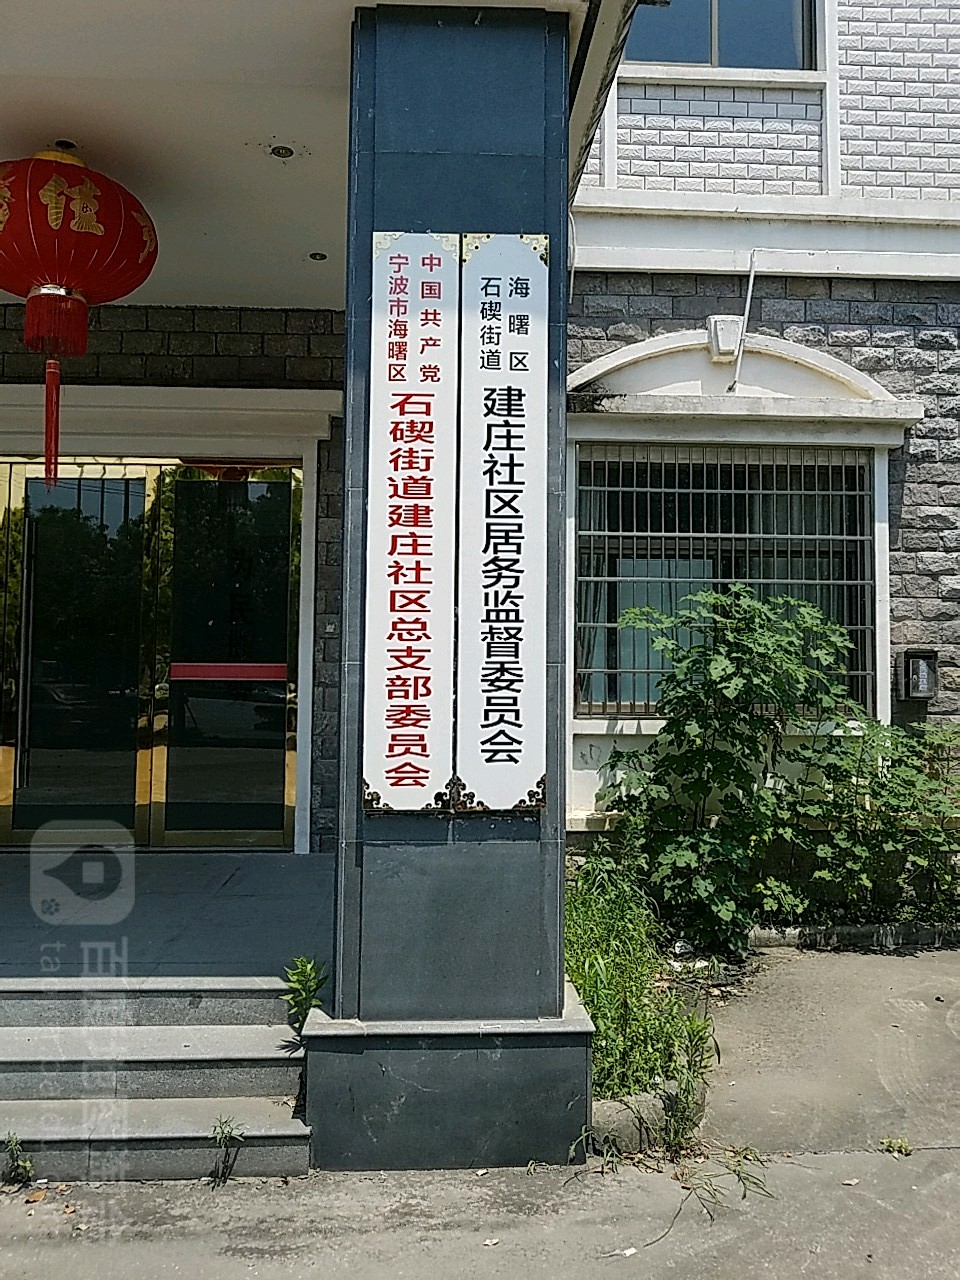 中国共产党
宁波市海曙区
石碶街道建庄社区总支部委员会
海曙区
石碶街道
建庄社区居务监督委员会
佳